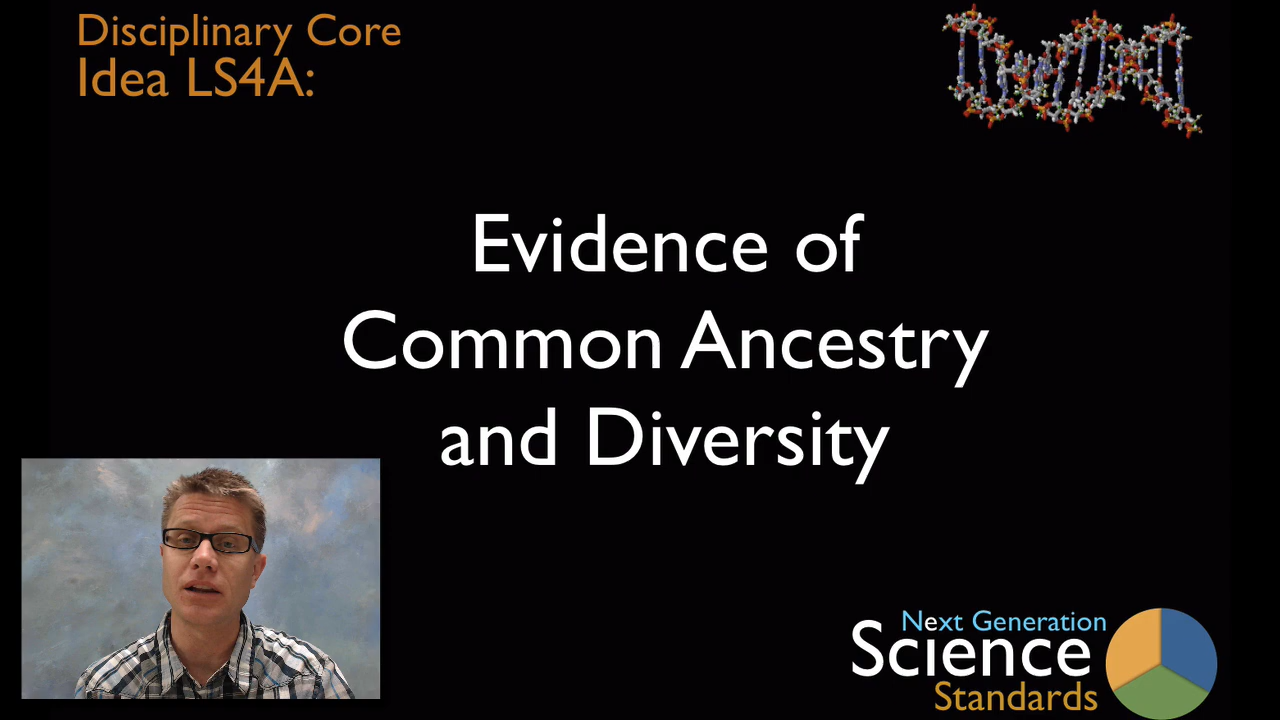 Disciplinary Core
Idea LS4A:
Evidence of
Common Ancestry
and Diversity
Next Generation
Science
Standards